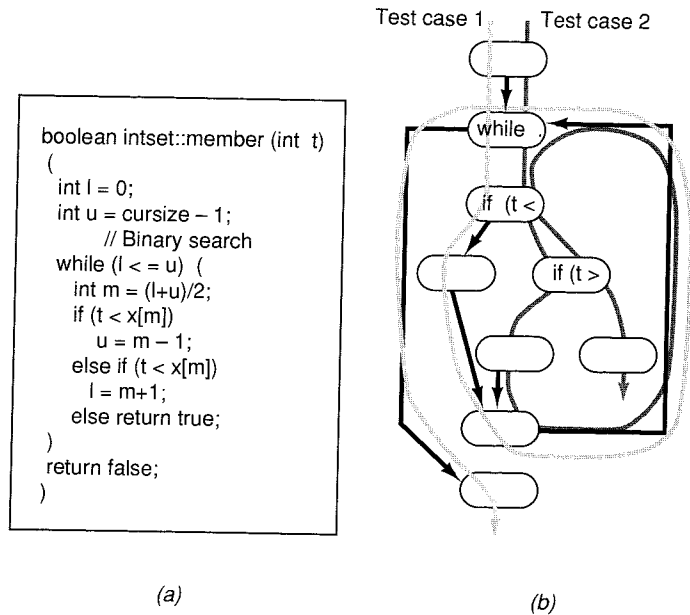 Test case 1
Test case 2
boolean intset::member (int t)
(
int l = 0;
int u = cursize – 1;
// Binary search
while (l < = u) (
int m = (l+u)/2;
if (t < x[m])
u = m – 1;
else if (t < x[m])
l = m+1;
else return true;
)
return false;
)
while .
if (t <
if (t >
(a)
(b)